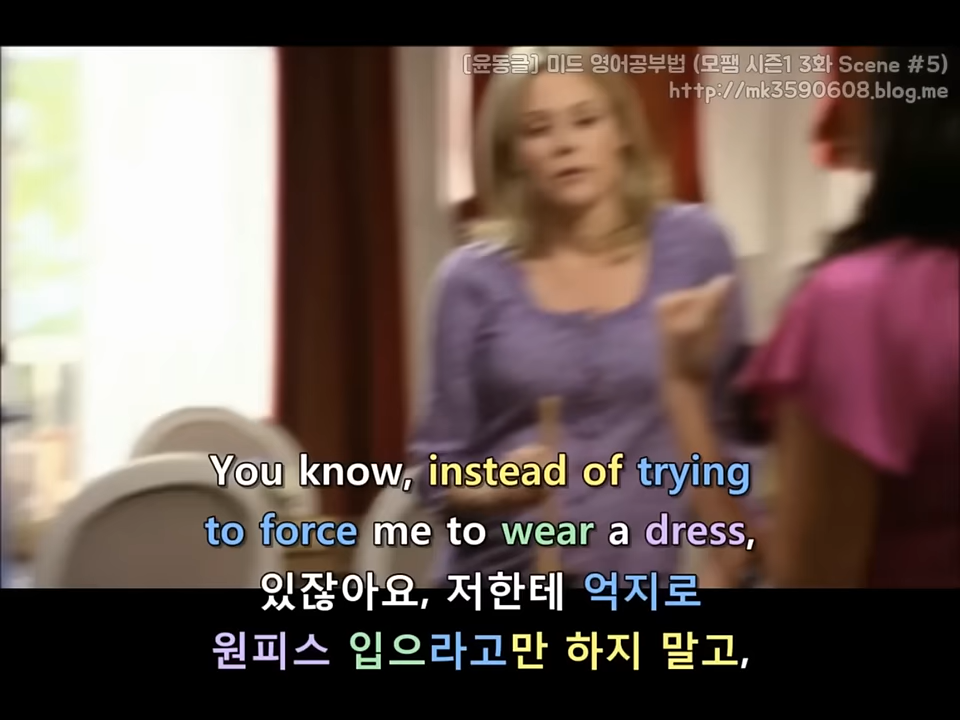 [윤동글] 미드 영어공부법 (모팸 시즌1 3화 Scene #5)
http://mk3590608.blog.me
You know, instead of trying
to force me to wear a dress,
있잖아요, 저한테 억지로
원피스 입으라고만 하지 말고,